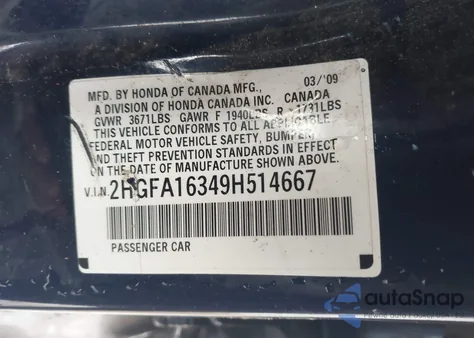 MFD. BY HONDA OF CANADA MFG., 03/'09
A DIVISION OF HONDA CANADA INC. CANADA
GVWR 3671LBS GAWR F 1940LBS R 1731LBS
THIS VEHICLE CONFORMS TO ALL APPLICABLE
FEDERAL MOTOR VEHICLE SAFETY, BUMPER,
AND THEFT PREVENTION STANDARDS IN EFFECT
ON THE DATE OF MANUFACTURE SHOWN ABOVE.
V.I.N. 2HGFA16349H514667
PASSENGER CAR
autoSnap